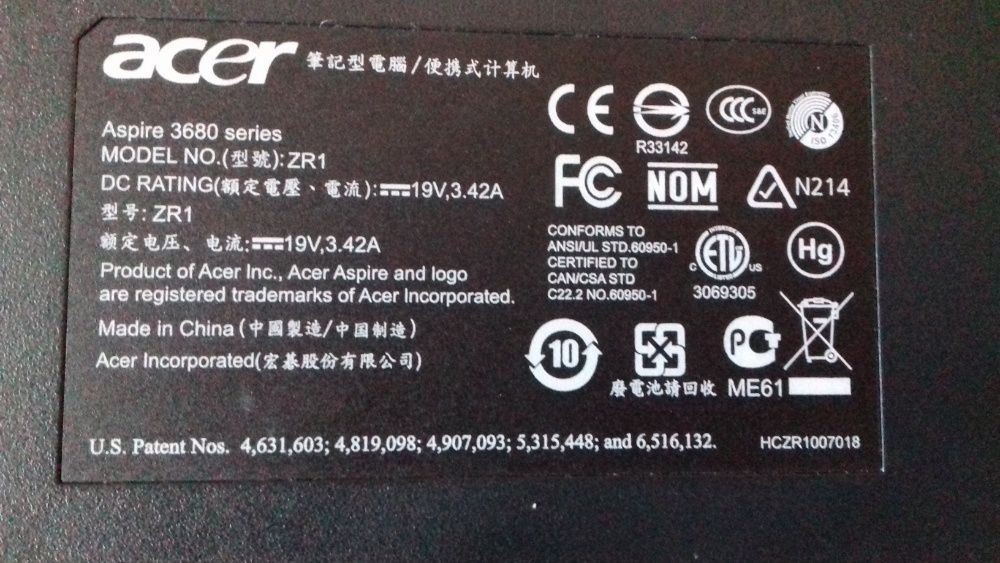 acer 筆記型電腦/便携式计算机
Aspire 3680 series
MODEL NO.(型號):ZR1
DC RATING(額定電壓、電流):⎓19V,3.42A
型号: ZR1
额定电压、电流:⎓19V,3.42A
Product of Acer Inc., Acer Aspire and logo
are registered trademarks of Acer Incorporated.
Made in China (中國製造/中国制造)
Acer Incorporated(宏碁股份有限公司)
CE
R33142
CCC S&E
N
ISO 13406
FC
NOM
N214
CONFORMS TO
ANSI/UL STD.60950-1
CERTIFIED TO
CAN/CSA STD
C22.2 NO.60950-1
C ETL US
3069305
Hg
10
廢電池請回收
PG
ME61
U.S. Patent Nos. 4,631,603; 4,819,098; 4,907,093; 5,315,448; and 6,516,132.
HCZR1007018